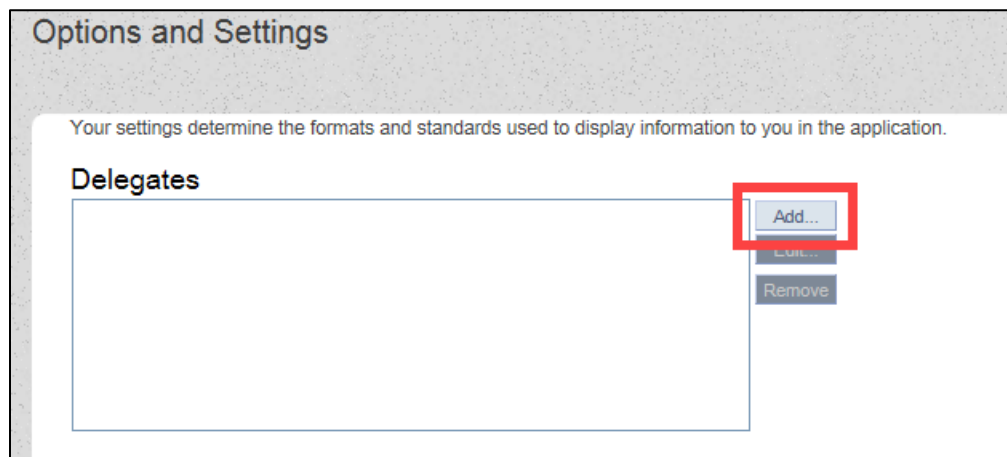 Options and Settings
Your settings determine the formats and standards used to display information to you in the application.
Delegates
Add...
Edit...
Remove